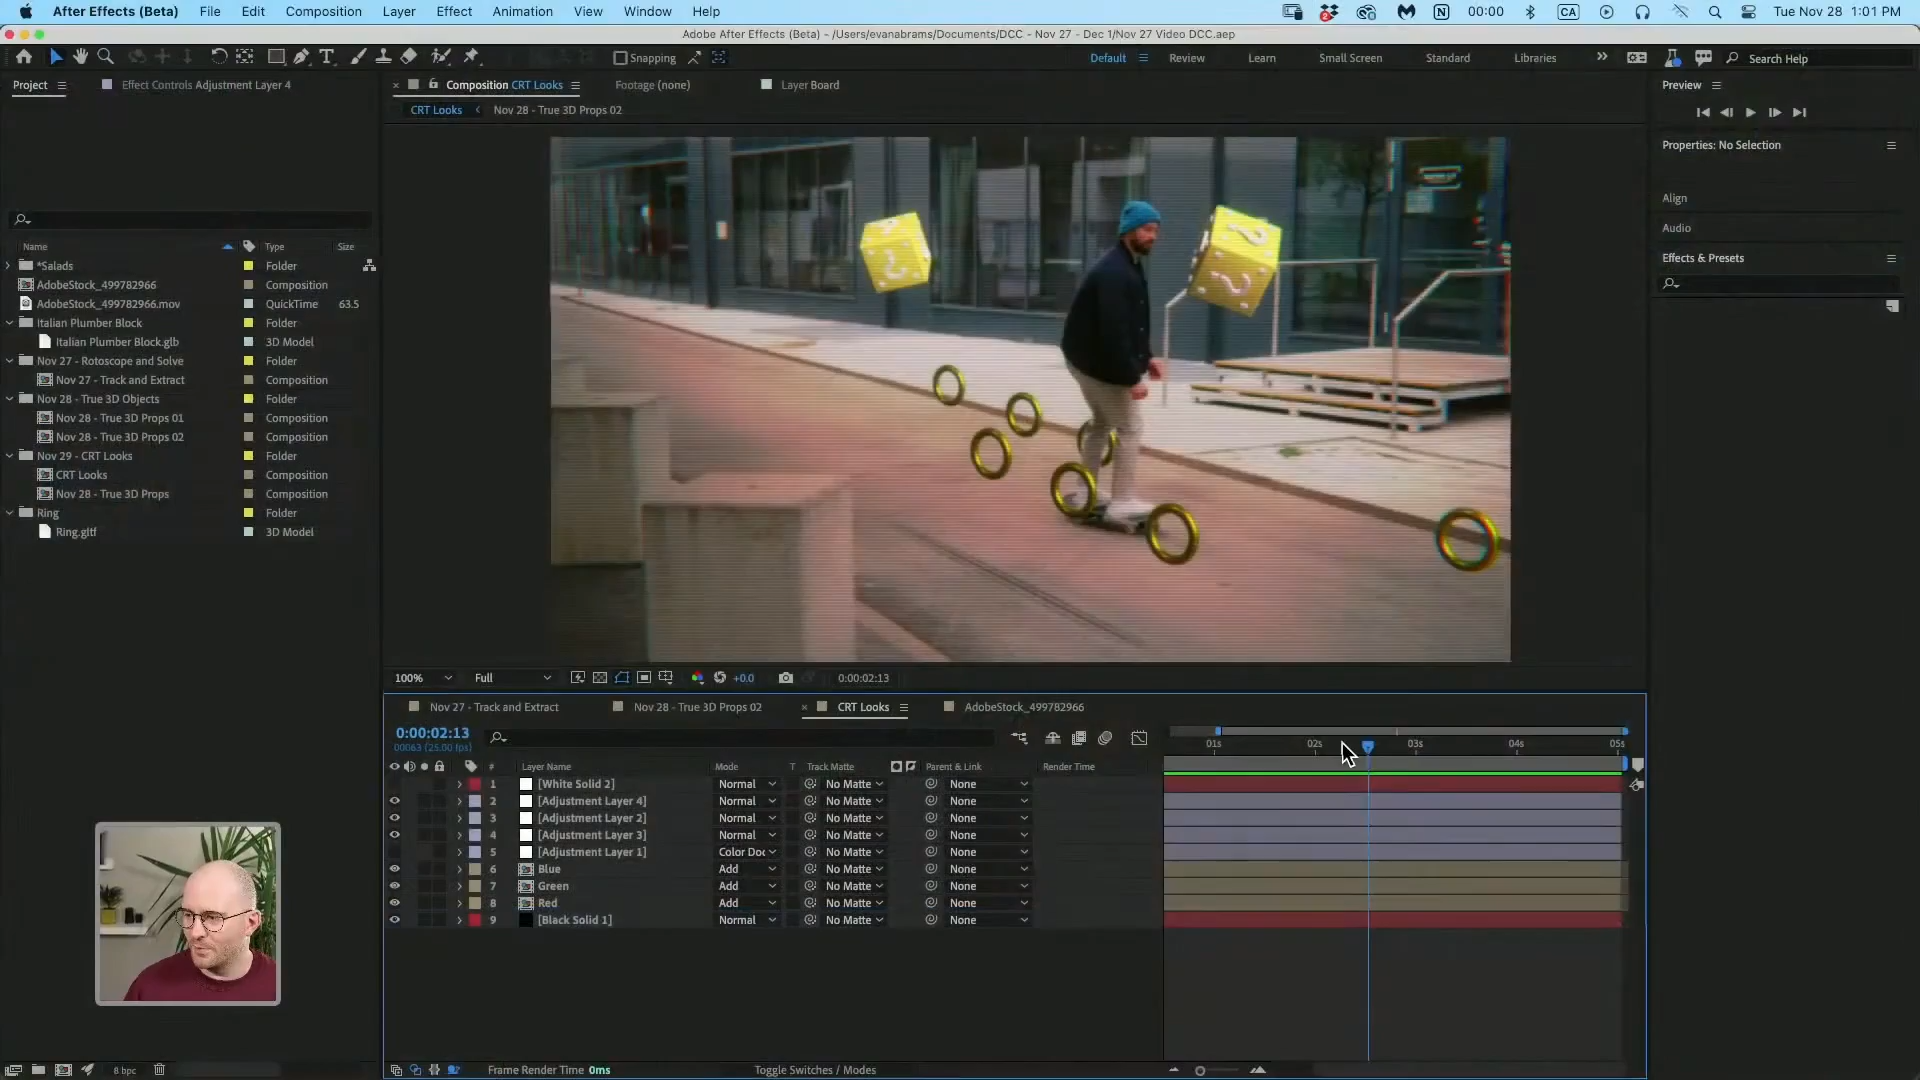 After Effects (Beta) File Edit Composition Layer Effect Animation View Window Help 2 N 00:00 CA Tue Nov 28 1:01 PM
Adobe After Effects (Beta) - /Users/evanabrams/Documents/DCC - Nov 27 - Dec 1/Nov 27 Video DCC.aep
T Snapping Default Review Learn Small Screen Standard Libraries Search Help
Project Effect Controls Adjustment Layer 4
Composition CRT Looks Footage (none) Layer Board
CRT Looks Nov 28 - True 3D Props 02
Preview
Properties: No Selection
Align
Audio
Effects & Presets
Name Type Size
*Salads Folder
AdobeStock_499782966 Composition
AdobeStock_499782966.mov QuickTime 63.5
Italian Plumber Block Folder
Italian Plumber Block.glb 3D Model
Nov 27 - Rotoscope and Solve Folder
Nov 27 - Track and Extract Composition
Nov 28 - True 3D Objects Folder
Nov 28 - True 3D Props 01 Composition
Nov 28 - True 3D Props 02 Composition
Nov 29 - CRT Looks Folder
CRT Looks Composition
Nov 28 - True 3D Props Composition
Ring Folder
Ring.gltf 3D Model
? ?
? ?
100% Full +0.0 0:00:02:13
Nov 27 - Track and Extract Nov 28 - True 3D Props 02 CRT Looks AdobeStock_499782966
0:00:02:13
00063 (25.00 fps)
01s 02s 03s 04s 05s
# Layer Name Mode T Track Matte Parent & Link Render Time
1 [White Solid 2] Normal No Matte None
2 [Adjustment Layer 4] Normal No Matte None
3 [Adjustment Layer 2] Normal No Matte None
4 [Adjustment Layer 3] Normal No Matte None
5 [Adjustment Layer 1] Color Doc No Matte None
6 Blue Add No Matte None
7 Green Add No Matte None
8 Red Add No Matte None
9 [Black Solid 1] Normal No Matte None
8 bpc
Frame Render Time 0ms Toggle Switches / Modes